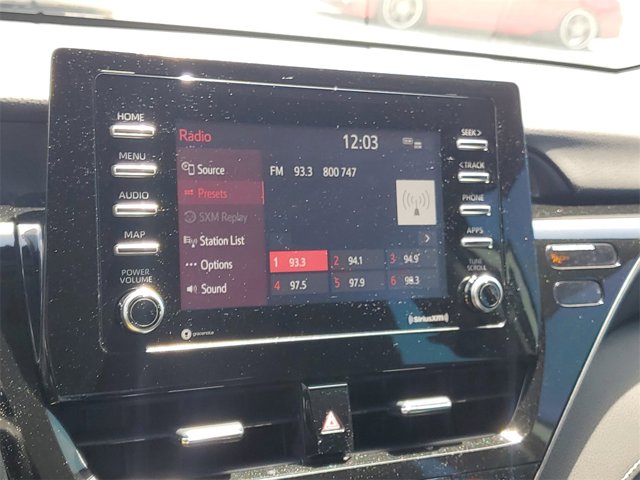 HOME
MENU
AUDIO
MAP
POWER
VOLUME
Radio
12:03
Source
FM 93.3 800 747
Presets
SXM Replay
Station List
Options
Sound
1 93.3
2 94.1
3 94.9
4 97.5
5 97.9
6 98.3
SEEK>
<TRACK
PHONE
APPS
TUNE
SCROLL
gracenote
SiriusXM